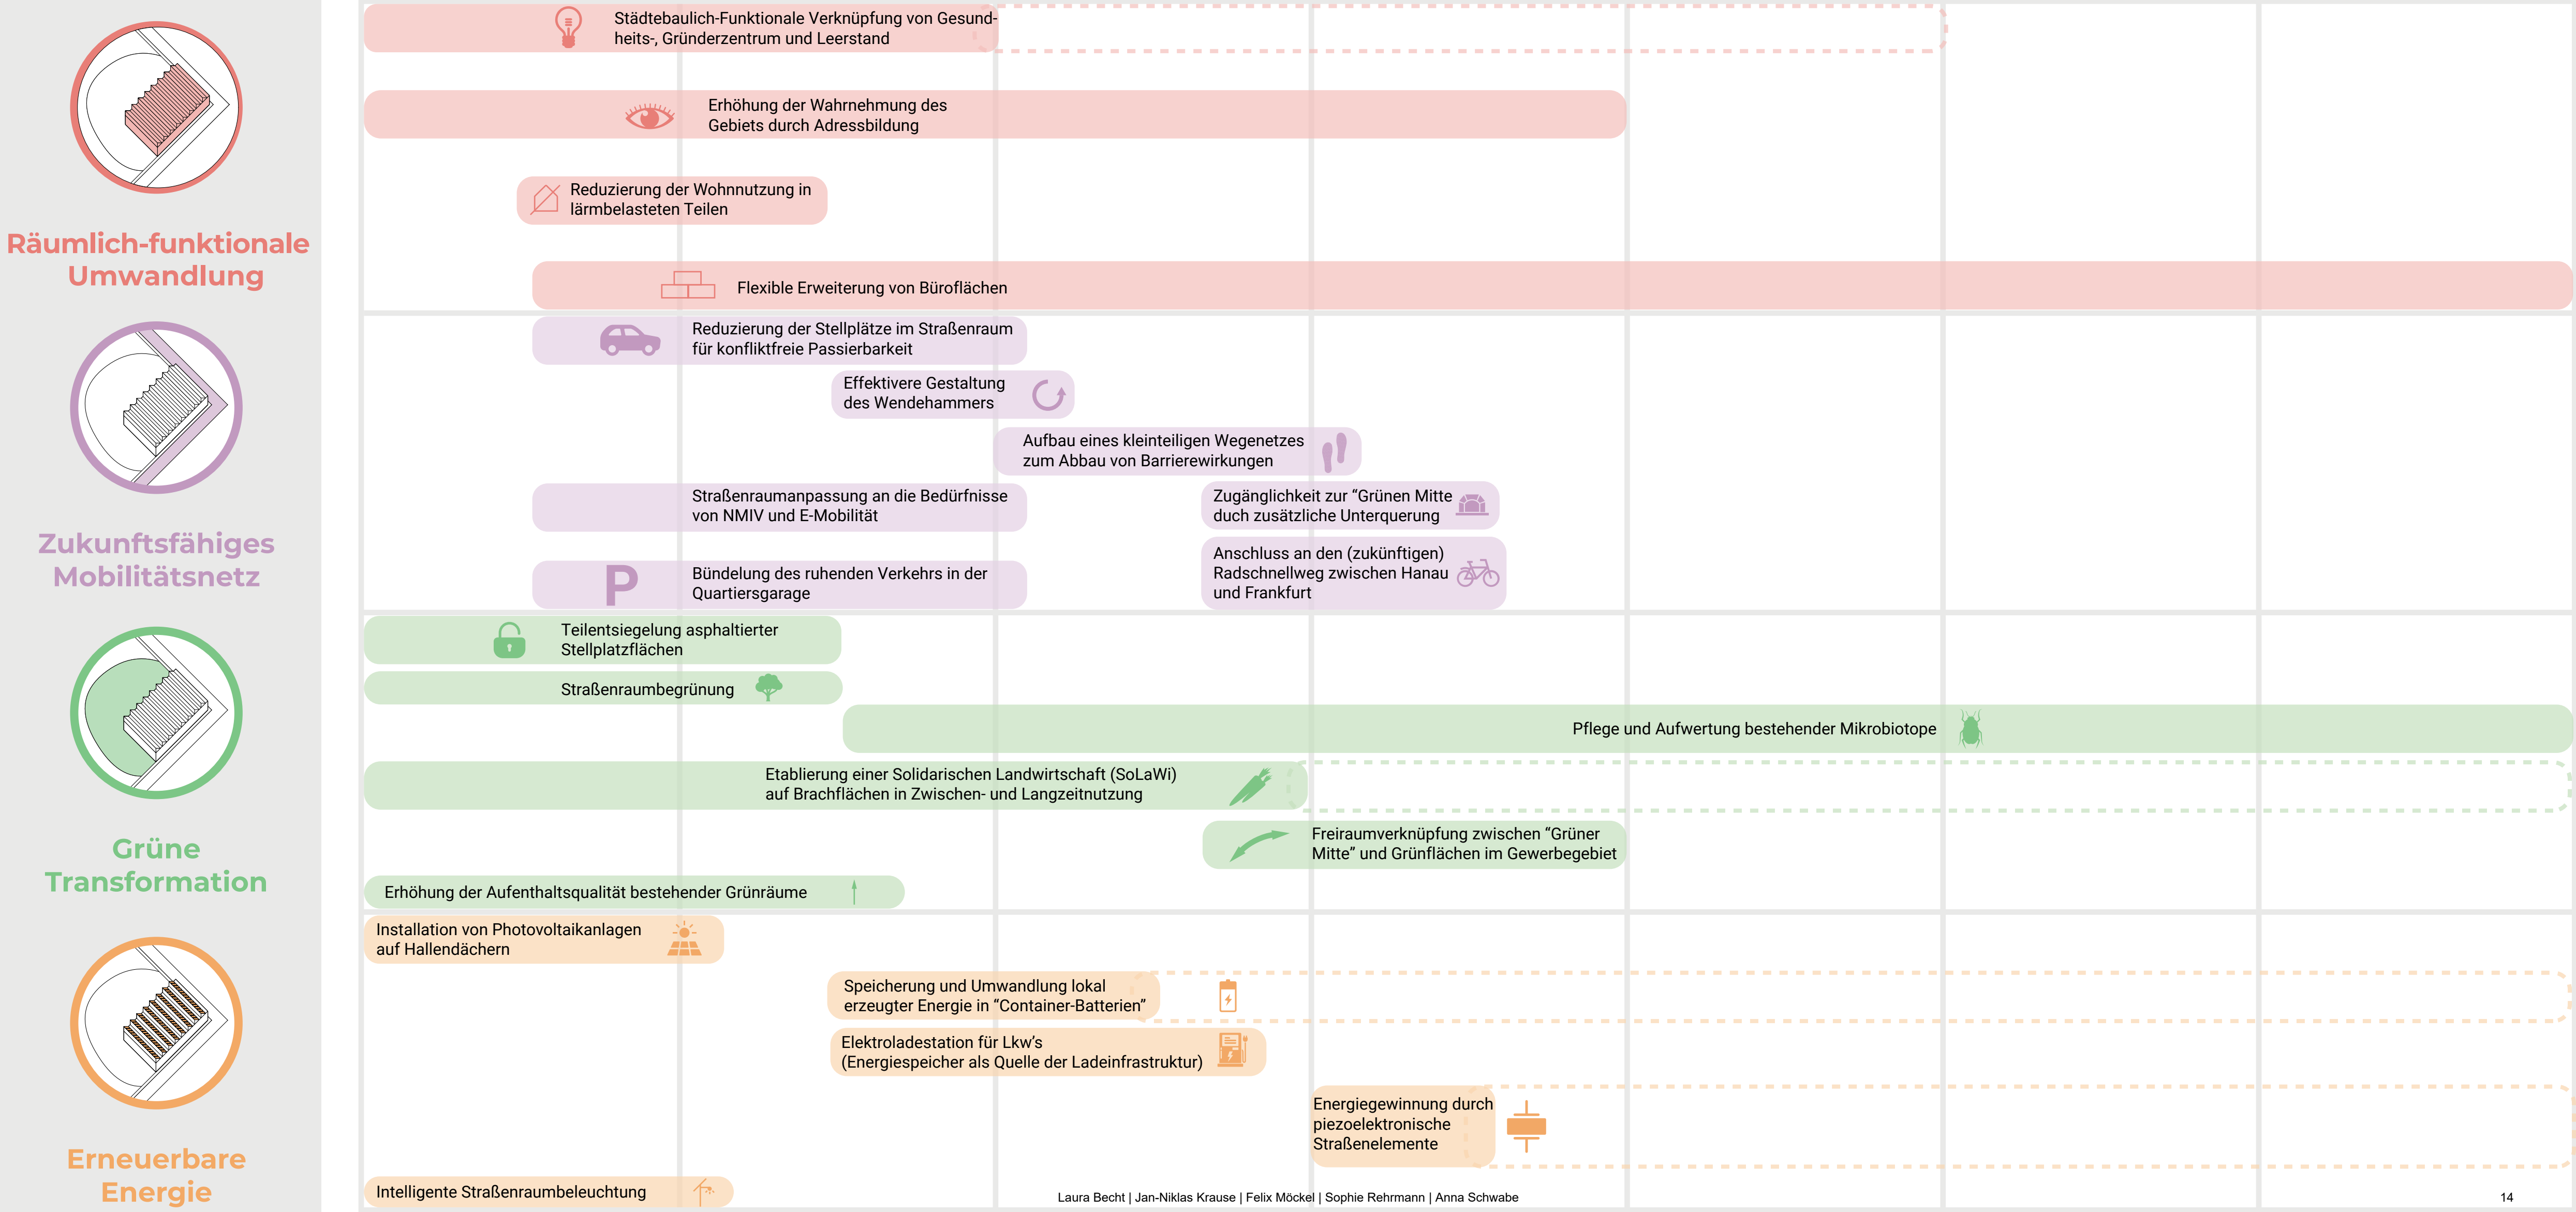 Räumlich-funktionale
Umwandlung
Städtebaulich-Funktionale Verknüpfung von Gesund-
heits-, Gründerzentrum und Leerstand
Erhöhung der Wahrnehmung des
Gebiets durch Adressbildung
Reduzierung der Wohnnutzung in
lärmbelasteten Teilen
Flexible Erweiterung von Büroflächen
Zukunftsfähiges
Mobilitätsnetz
Reduzierung der Stellplätze im Straßenraum
für konfliktfreie Passierbarkeit
Effektivere Gestaltung
des Wendehammers
Aufbau eines kleinteiligen Wegenetzes
zum Abbau von Barrierewirkungen
Straßenraumanpassung an die Bedürfnisse
von NMIV und E-Mobilität
Zugänglichkeit zur “Grünen Mitte
duch zusätzliche Unterquerung
P
Bündelung des ruhenden Verkehrs in der
Quartiersgarage
Anschluss an den (zukünftigen)
Radschnellweg zwischen Hanau
und Frankfurt
Grüne
Transformation
Teilentsiegelung asphaltierter
Stellplatzflächen
Straßenraumbegrünung
Pflege und Aufwertung bestehender Mikrobiotope
Etablierung einer Solidarischen Landwirtschaft (SoLaWi)
auf Brachflächen in Zwischen- und Langzeitnutzung
Freiraumverknüpfung zwischen “Grüner
Mitte” und Grünflächen im Gewerbegebiet
Erhöhung der Aufenthaltsqualität bestehender Grünräume
Erneuerbare
Energie
Installation von Photovoltaikanlagen
auf Hallendächern
Speicherung und Umwandlung lokal
erzeugter Energie in “Container-Batterien”
Elektroladestation für Lkw’s
(Energiespeicher als Quelle der Ladeinfrastruktur)
Energiegewinnung durch
piezoelektronische
Straßenelemente
Intelligente Straßenraumbeleuchtung
Laura Becht | Jan-Niklas Krause | Felix Möckel | Sophie Rehrmann | Anna Schwabe
14